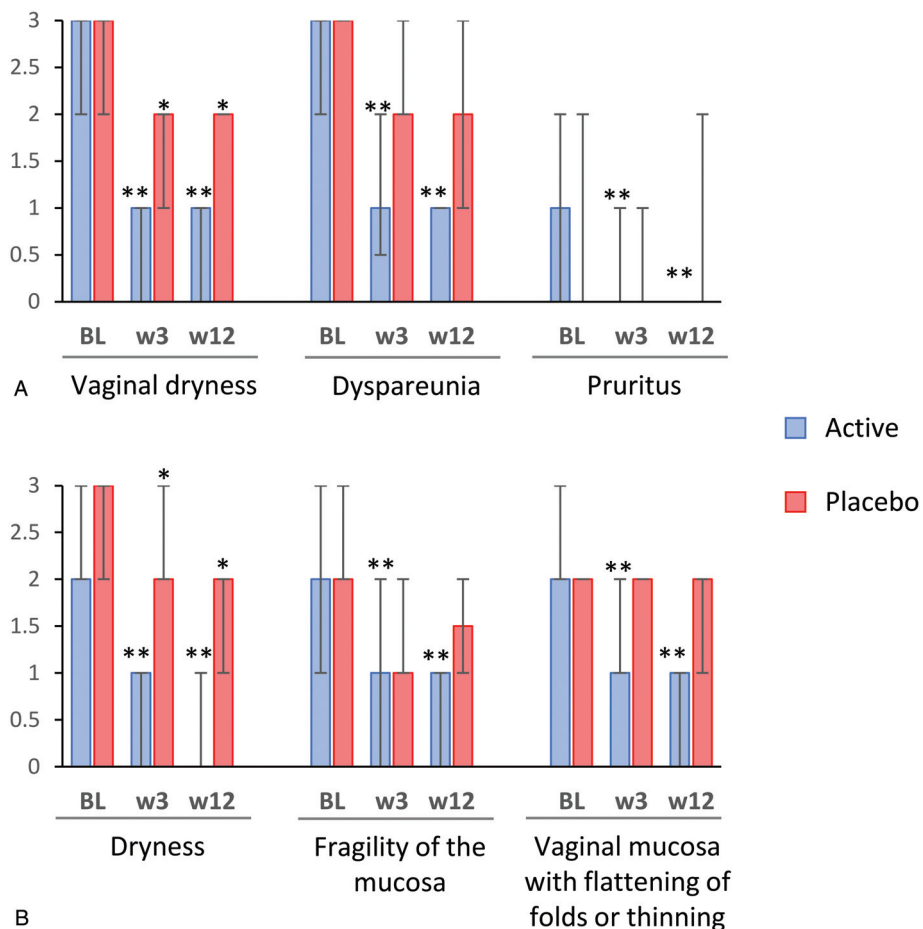 3
2.5
2
1.5
1
0.5
0
** * ** *
** **
** **
BL w3 w12 BL w3 w12 BL w3 w12
A Vaginal dryness Dyspareunia Pruritus
Active
Placebo
3
2.5
2
1.5
1
0.5
0
** * ** *
** **
** **
BL w3 w12 BL w3 w12 BL w3 w12
Dryness
Fragility of the
mucosa
Vaginal mucosa
with flattening of
folds or thinning
B